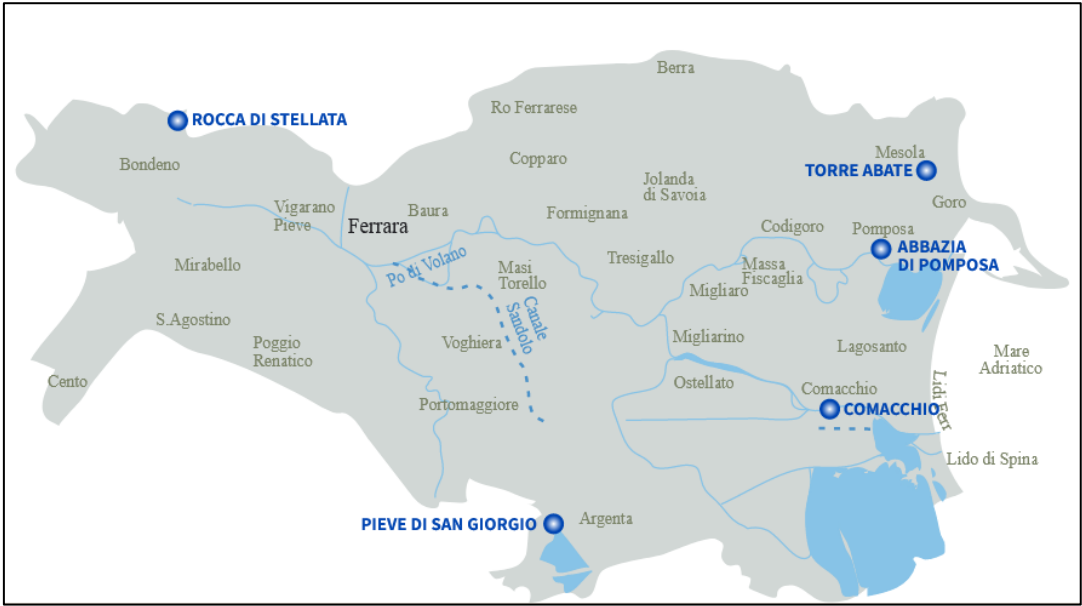 Berra
Ro Ferrarese
ROCCA DI STELLATA
Bondeno
Copparo
Mesola
TORRE ABATE
Jolanda
di Savoia
Goro
Vigarano
Pieve
Baura
Ferrara
Formignana
Codigoro
Pomposa
ABBAZIA
DI POMPOSA
Mirabello
Po di Volano
Masi
Torello
Tresigallo
Massa
Fiscaglia
Migliaro
S.Agostino
Canale
Sandolo
Poggio
Renatico
Voghiera
Migliarino
Lagosanto
Mare
Adriatico
Cento
Ostellato
Comacchio
Lidi Ferr
Portomaggiore
COMACCHIO
Lido di Spina
PIEVE DI SAN GIORGIO
Argenta